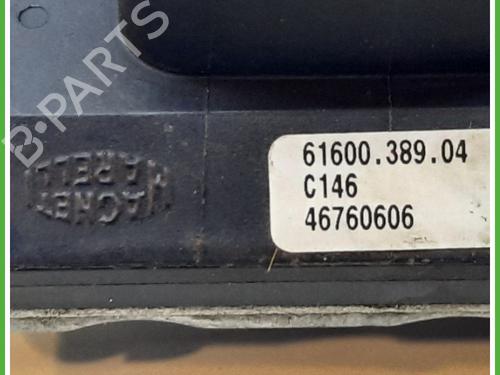 B-PARTS
61600.389.04
C146
46760606
MAGNETI
MARELLI